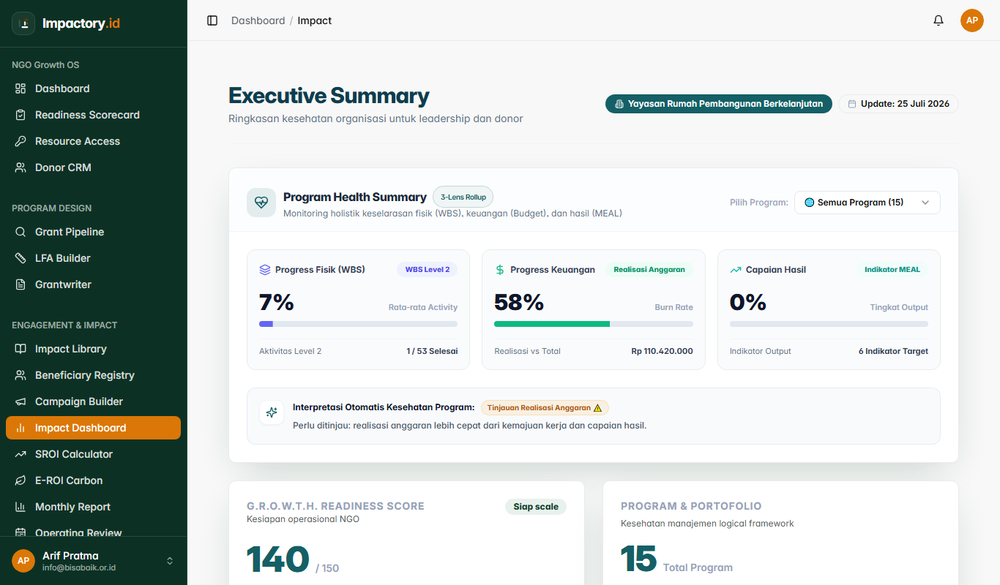 Impactory.id
NGO Growth OS
Dashboard
Readiness Scorecard
Resource Access
Donor CRM
PROGRAM DESIGN
Grant Pipeline
LFA Builder
Grantwriter
ENGAGEMENT & IMPACT
Impact Library
Beneficiary Registry
Campaign Builder
Impact Dashboard
SROI Calculator
E-ROI Carbon
Monthly Report
Operating Review
AP
Arif Pratma
info@bisabaik.or.id
Dashboard / Impact
AP
Executive Summary
Ringkasan kesehatan organisasi untuk leadership dan donor
Yayasan Rumah Pembangunan Berkelanjutan
Update: 25 Juli 2026
Program Health Summary
3-Lens Rollup
Monitoring holistik keselarasan fisik (WBS), keuangan (Budget), dan hasil (MEAL)
Pilih Program:
Semua Program (15)
Progress Fisik (WBS)
WBS Level 2
7%
Rata-rata Activity
Aktivitas Level 2
1 / 53 Selesai
Progress Keuangan
Realisasi Anggaran
58%
Burn Rate
Realisasi vs Total
Rp 110.420.000
Capaian Hasil
Indikator MEAL
0%
Tingkat Output
Indikator Output
6 Indikator Target
Interpretasi Otomatis Kesehatan Program:
Tinjauan Realisasi Anggaran ⚠️
Perlu ditinjau: realisasi anggaran lebih cepat dari kemajuan kerja dan capaian hasil.
G.R.O.W.T.H. READINESS SCORE
Siap scale
Kesiapan operasional NGO
140 / 150
PROGRAM & PORTOFOLIO
Kesehatan manajemen logical framework
15 Total Program